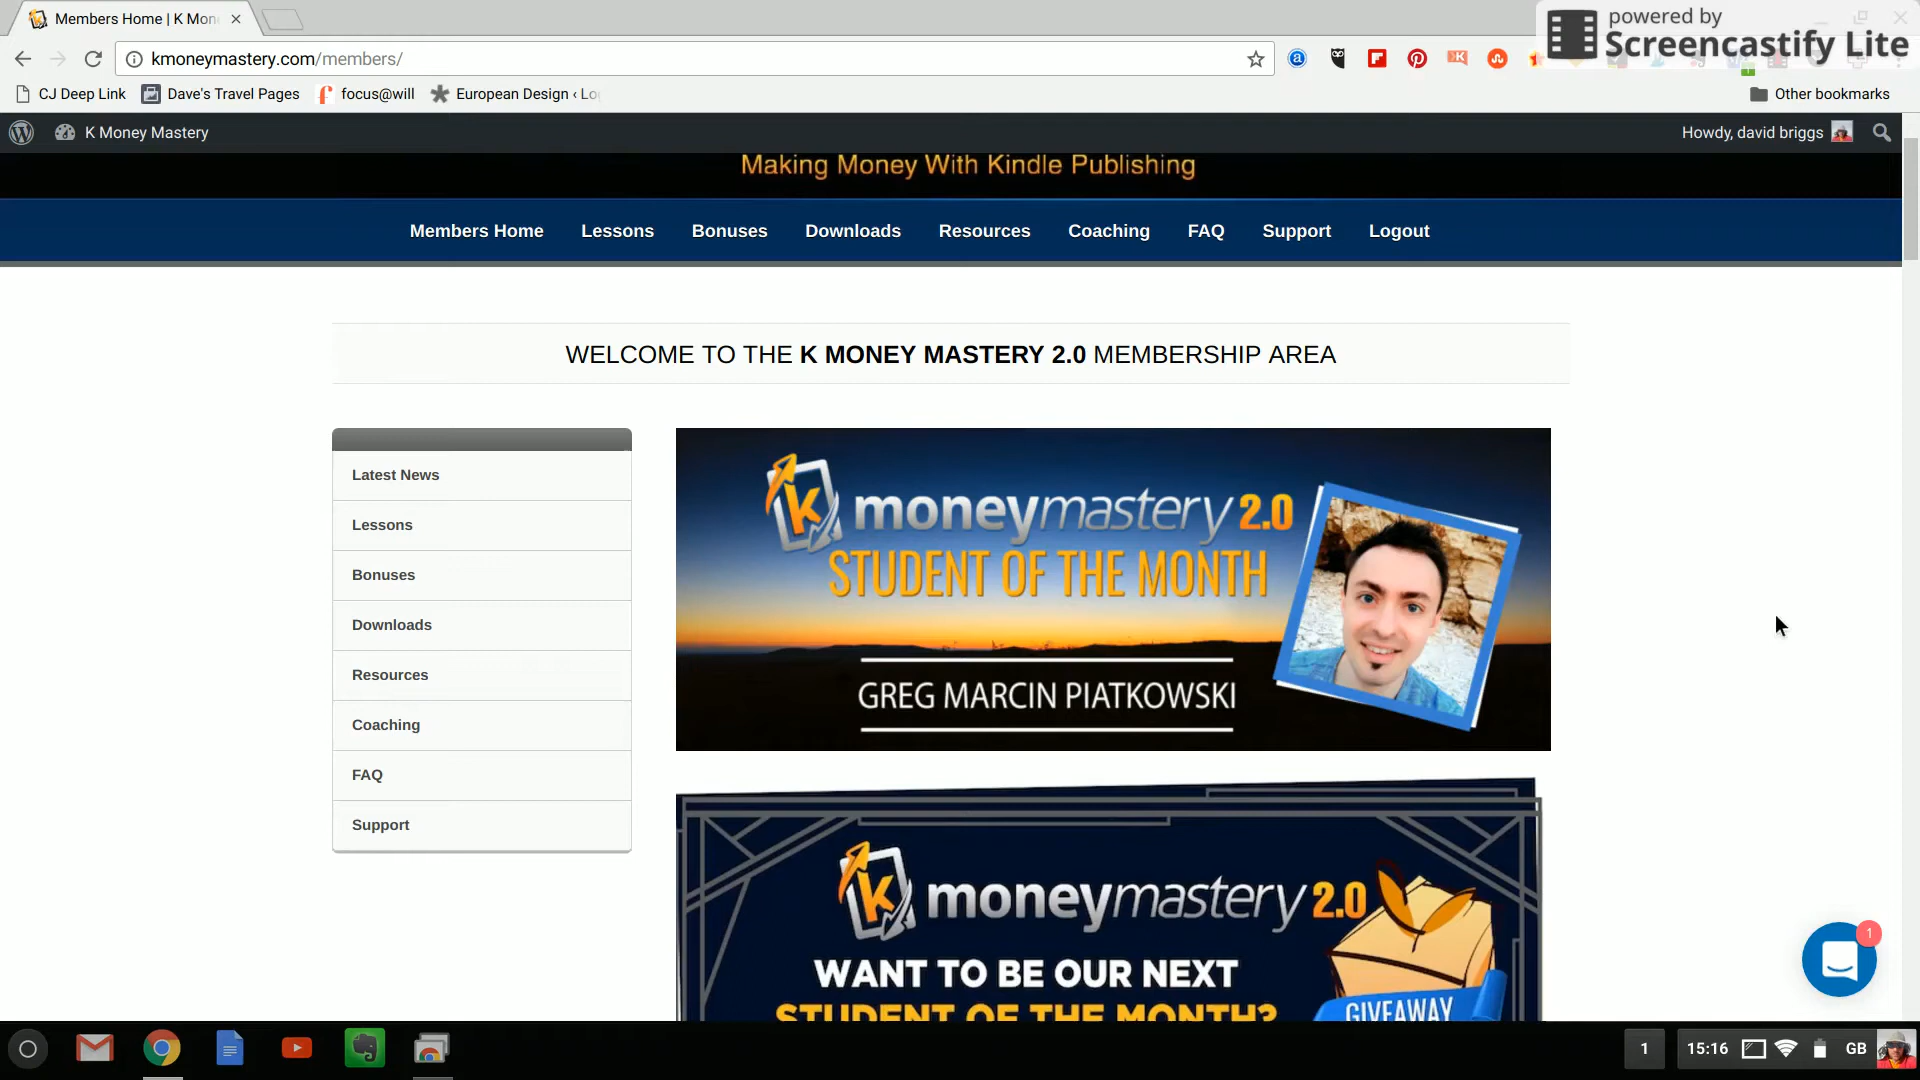 Members Home | K Mon
powered by
Screencastify Lite
kmoneymastery.com/members/
CJ Deep Link
Dave's Travel Pages
focus@will
European Design ‹ Lo
Other bookmarks
K Money Mastery
Howdy, david briggs
Making Money With Kindle Publishing
Members Home Lessons Bonuses Downloads Resources Coaching FAQ Support Logout
WELCOME TO THE K MONEY MASTERY 2.0 MEMBERSHIP AREA
Latest News
Lessons
Bonuses
Downloads
Resources
Coaching
FAQ
Support
k moneymastery 2.0
STUDENT OF THE MONTH
GREG MARCIN PIATKOWSKI
k moneymastery 2.0
WANT TO BE OUR NEXT
STUDENT OF THE MONTH?
GIVEAWAY
1
1
15:16
GB